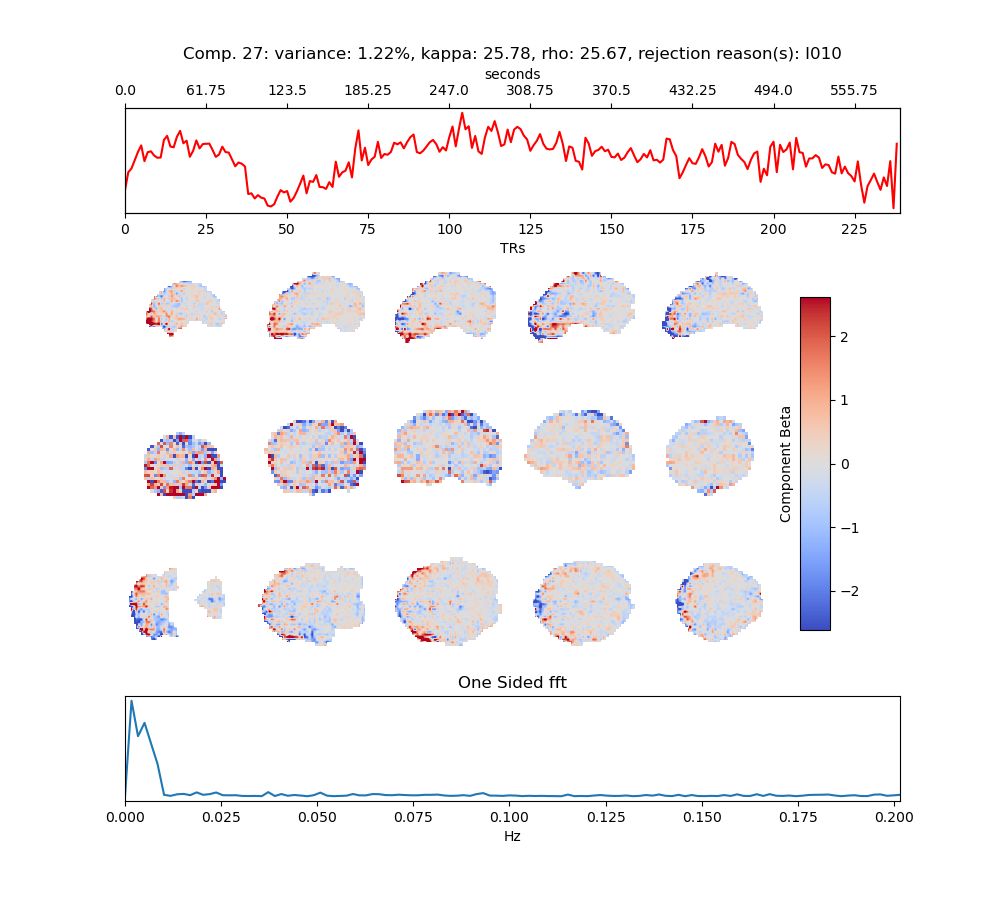 Comp. 27: variance: 1.22%, kappa: 25.78, rho: 25.67, rejection reason(s): I010
seconds
0.0 61.75 123.5 185.25 247.0 308.75 370.5 432.25 494.0 555.75
0 25 50 75 100 125 150 175 200 225
TRs
2
1
0
−1
−2
Component Beta
One Sided fft
0.000 0.025 0.050 0.075 0.100 0.125 0.150 0.175 0.200
Hz